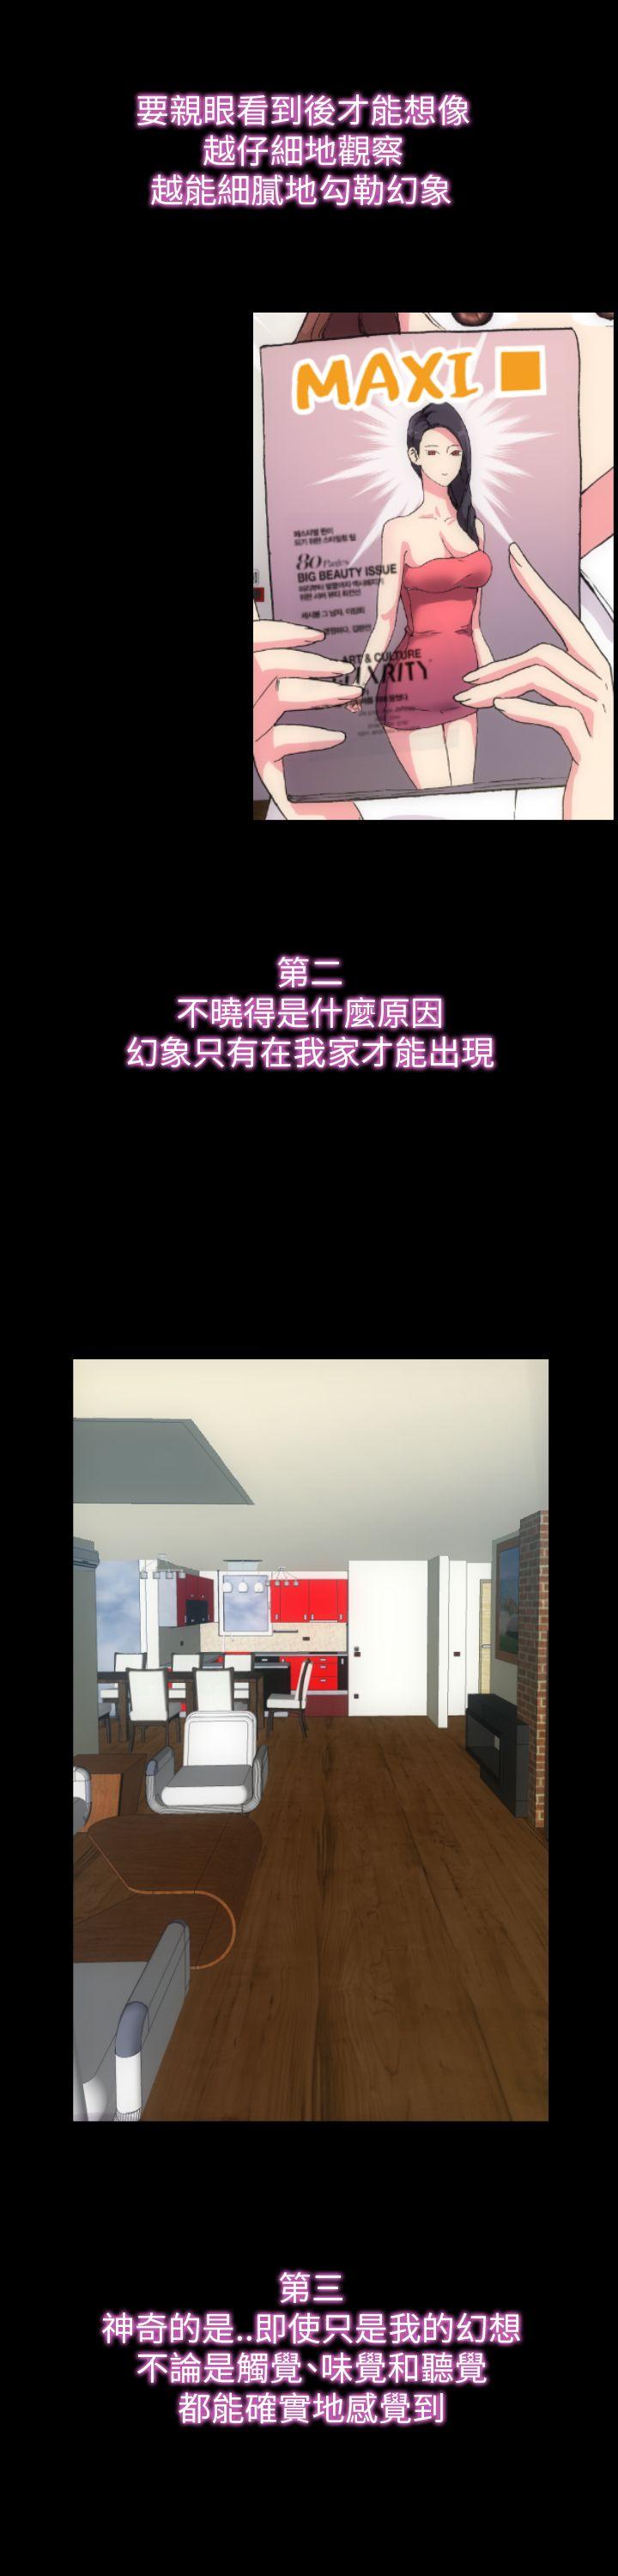 要親眼看到後才能想像
越仔細地觀察
越能細膩地勾勒幻象
MAXI
80
BIG BEAUTY ISSUE
ART & CULTURE
第二
不曉得是什麼原因
幻象只有在我家才能出現
第三
神奇的是..即使只是我的幻想
不論是觸覺、味覺和聽覺
都能確實地感覺到